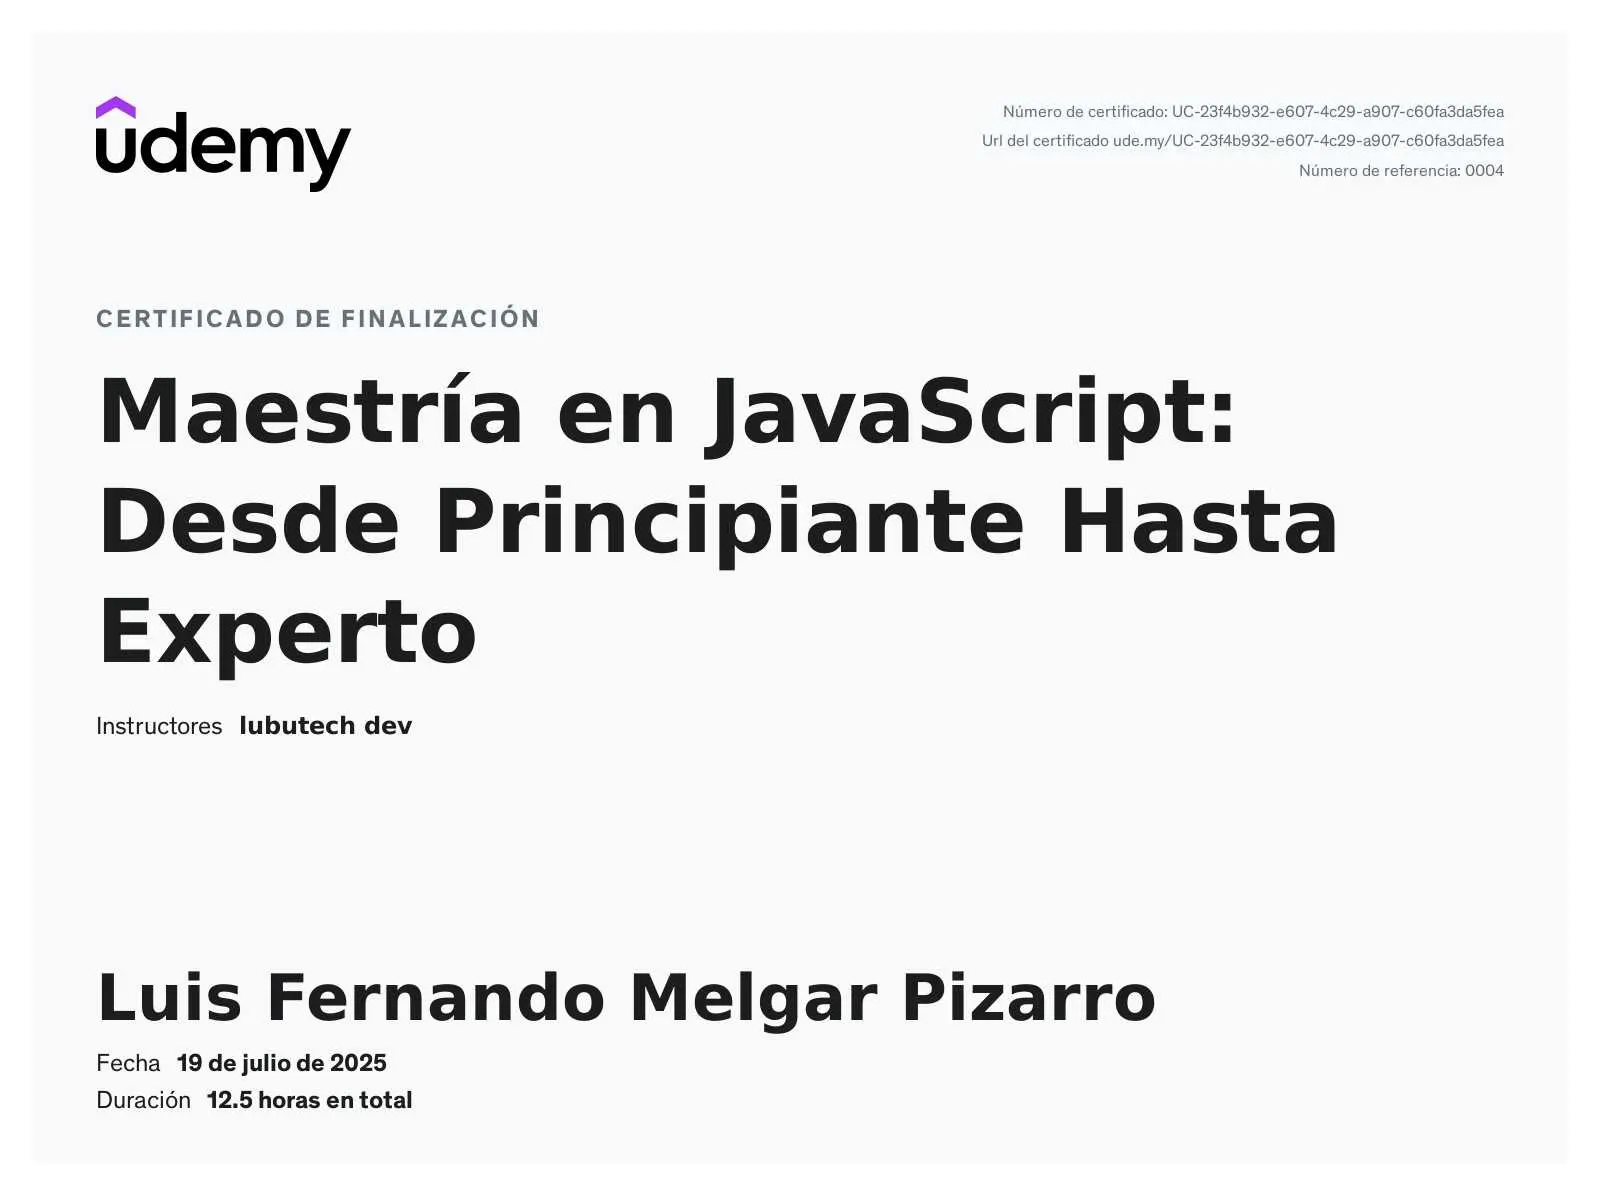 udemy
Número de certificado: UC-23f4b932-e607-4c29-a907-c60fa3da5fea
Url del certificado ude.my/UC-23f4b932-e607-4c29-a907-c60fa3da5fea
Número de referencia: 0004
CERTIFICADO DE FINALIZACIÓN
Maestría en JavaScript:
Desde Principiante Hasta
Experto
Instructores lubutech dev
Luis Fernando Melgar Pizarro
Fecha 19 de julio de 2025
Duración 12.5 horas en total